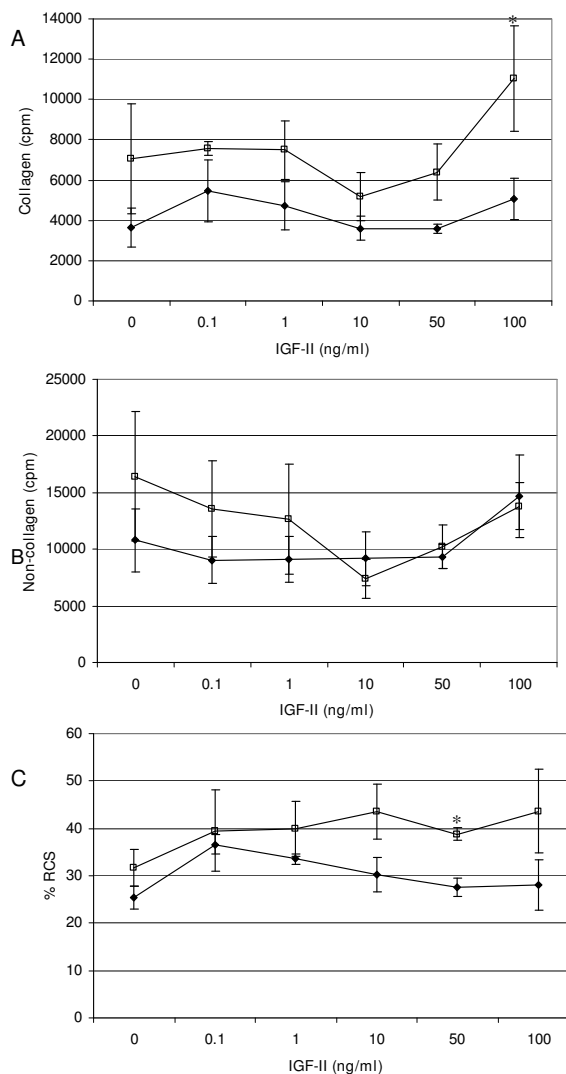 A
Collagen (cpm)
14000
12000
10000
8000
6000
4000
2000
0
*
0 0.1 1 10 50 100
IGF-II (ng/ml)
B
Non-collagen (cpm)
25000
20000
15000
10000
5000
0
0 0.1 1 10 50 100
IGF-II (ng/ml)
C
% RCS
60
50
40
30
20
10
0
*
0 0.1 1 10 50 100
IGF-II (ng/ml)